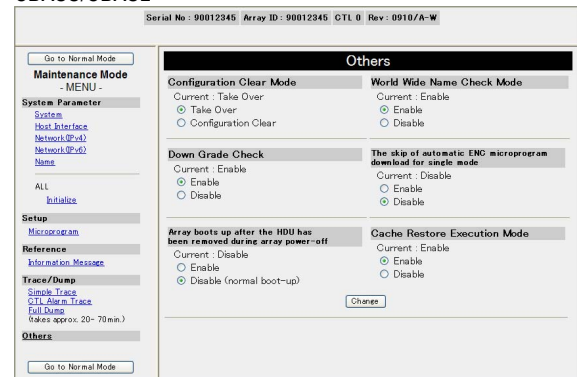 Serial No : 90012345 Array ID : 90012345 CTL 0 Rev : 0910/A-W
Go to Normal Mode
Maintenance Mode
- MENU -
System Parameter
System
Host Interface
Network(IPv4)
Network(IPv6)
Name
ALL
Initialize
Setup
Microprogram
Reference
Information Message
Trace/Dump
Simple Trace
CTL Alarm Trace
Full Dump
(takes approx. 20- 70min.)
Others
Go to Normal Mode
Others
Configuration Clear Mode
Current : Take Over
Take Over
Configuration Clear
World Wide Name Check Mode
Current : Enable
Enable
Disable
Down Grade Check
Current : Enable
Enable
Disable
The skip of automatic ENC microprogram
download for single mode
Current : Disable
Enable
Disable
Array boots up after the HDU has
been removed during array power-off
Current : Disable
Enable
Disable (normal boot-up)
Cache Restore Execution Mode
Current : Enable
Enable
Disable
Change